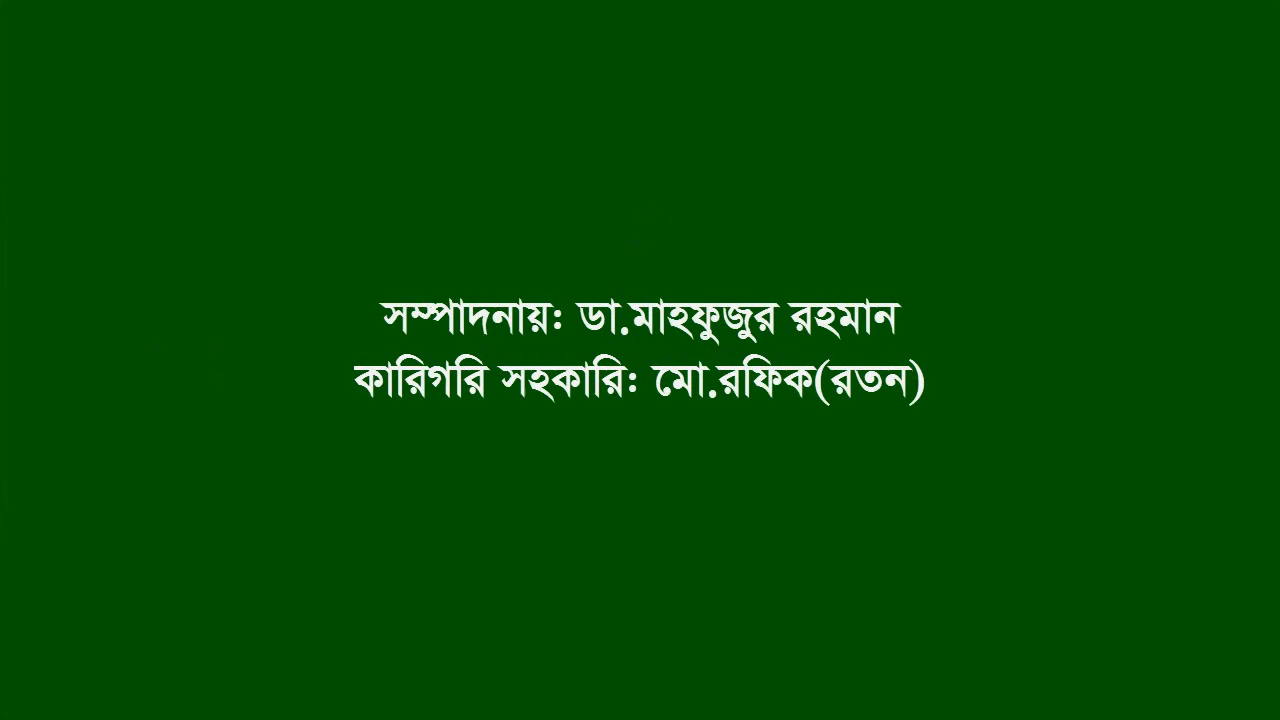 সম্পাদনায়: ডা.মাহফুজুর রহমান
কারিগরি সহকারি: মো.রফিক(রতন)